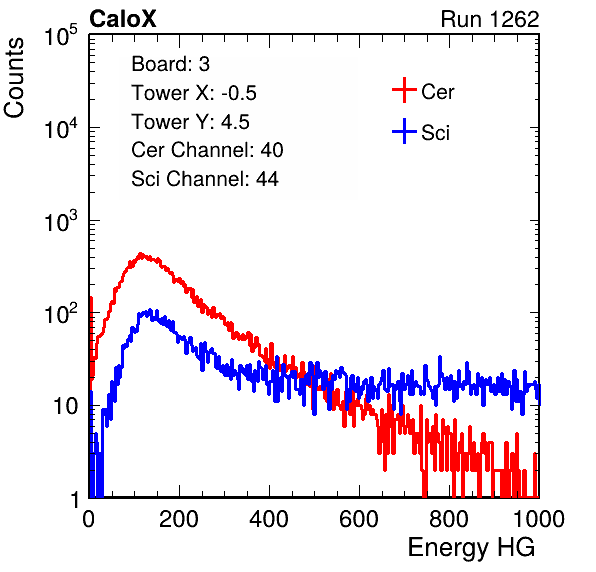 CaloX Run 1262
Counts
10^5
10^4
10^3
10^2
10
1
Board: 3
Tower X: -0.5
Tower Y: 4.5
Cer Channel: 40
Sci Channel: 44
Cer
Sci
0 200 400 600 800 1000
Energy HG